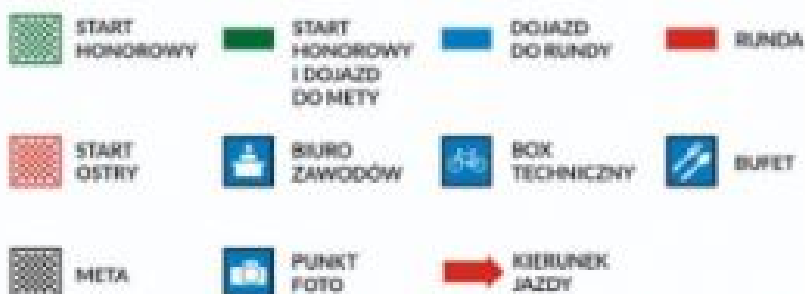 START
HONOROWY
START
HONOROWY
I DOJAZD
DO METY
DOJAZD
DO RUNDY
RUNDA
START
OSTRY
BIURO
ZAWODÓW
BOX
TECHNICZNY
BUFET
META
PUNKT
FOTO
KIERUNEK
JAZDY